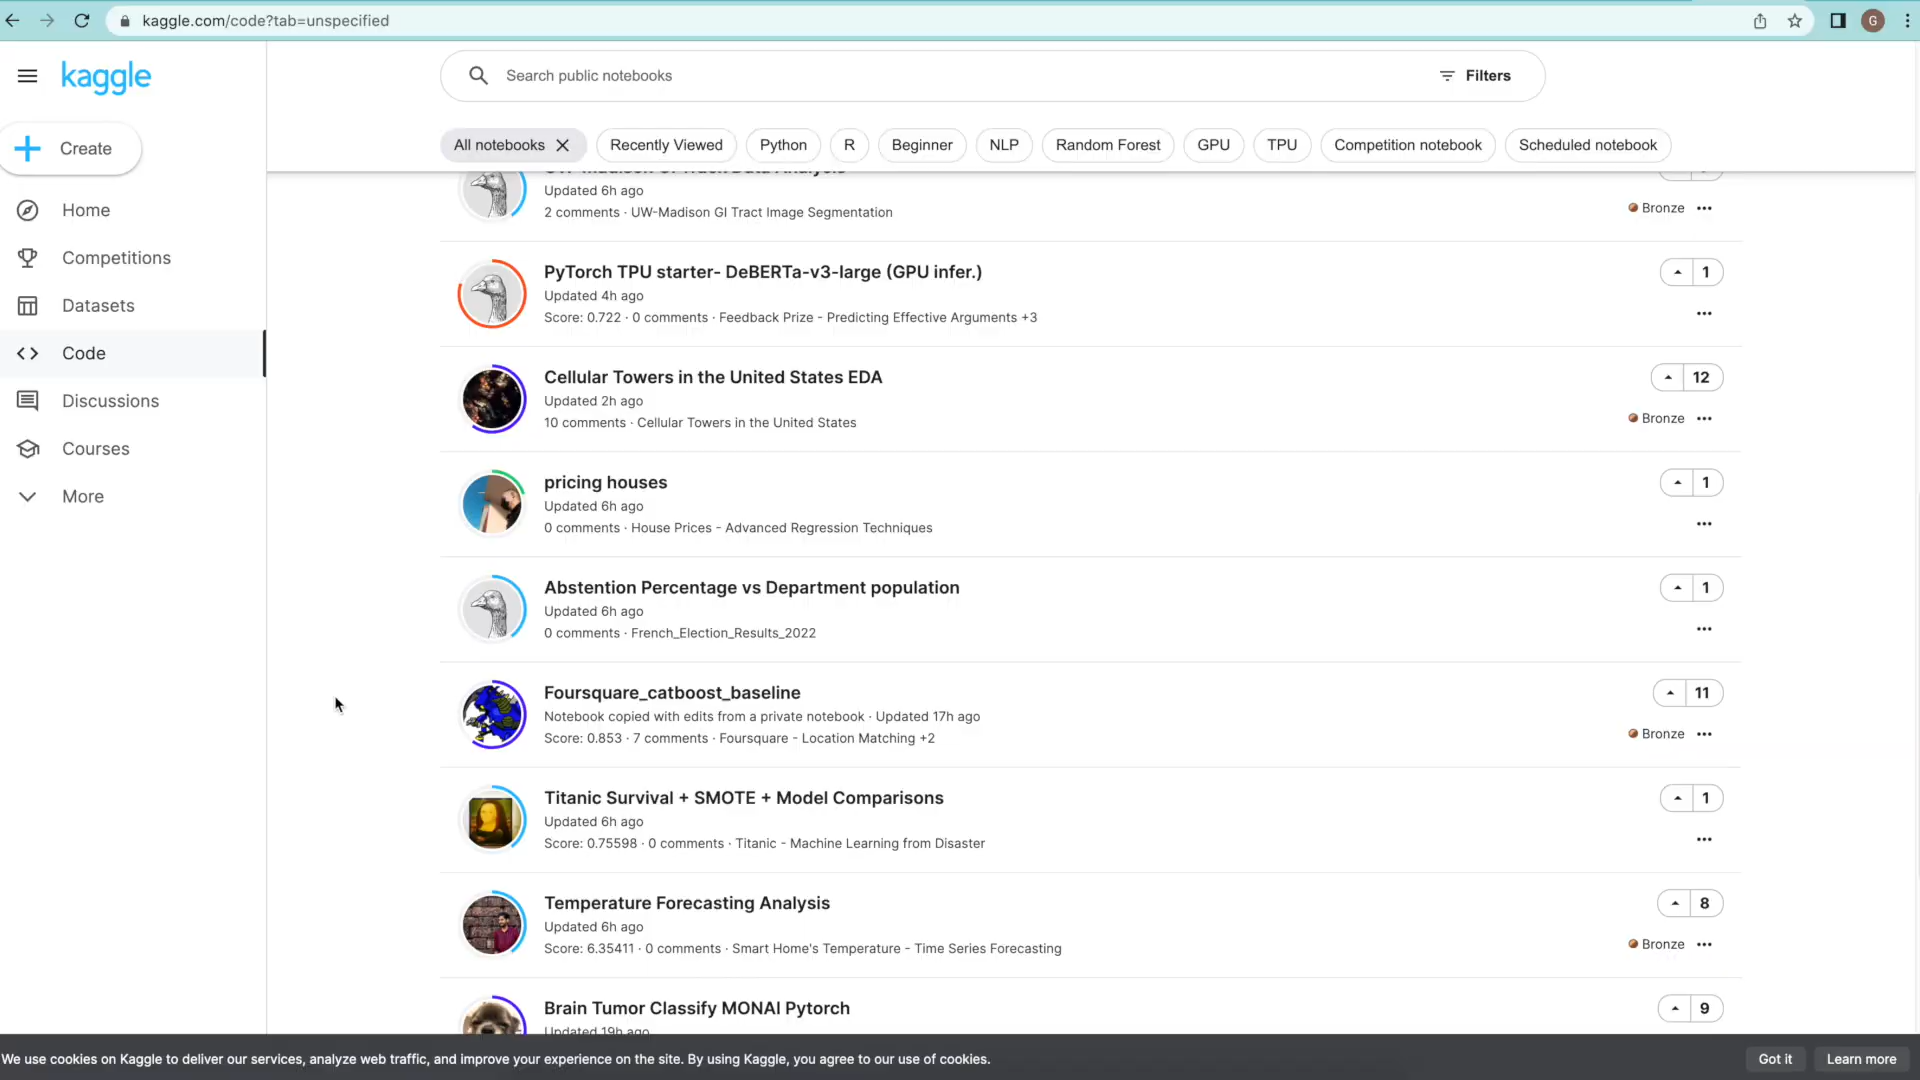 kaggle.com/code?tab=unspecified
G
kaggle
Search public notebooks
Filters
Create
All notebooks
Recently Viewed
Python
R
Beginner
NLP
Random Forest
GPU
TPU
Competition notebook
Scheduled notebook
Home
Competitions
Datasets
Code
Discussions
Courses
More
Updated 6h ago
2 comments · UW-Madison GI Tract Image Segmentation
Bronze
PyTorch TPU starter- DeBERTa-v3-large (GPU infer.)
1
Updated 4h ago
Score: 0.722 · 0 comments · Feedback Prize - Predicting Effective Arguments +3
Cellular Towers in the United States EDA
12
Updated 2h ago
10 comments · Cellular Towers in the United States
Bronze
pricing houses
1
Updated 6h ago
0 comments · House Prices - Advanced Regression Techniques
Abstention Percentage vs Department population
1
Updated 6h ago
0 comments · French_Election_Results_2022
Foursquare_catboost_baseline
11
Notebook copied with edits from a private notebook · Updated 17h ago
Score: 0.853 · 7 comments · Foursquare - Location Matching +2
Bronze
Titanic Survival + SMOTE + Model Comparisons
1
Updated 6h ago
Score: 0.75598 · 0 comments · Titanic - Machine Learning from Disaster
Temperature Forecasting Analysis
8
Updated 6h ago
Score: 6.35411 · 0 comments · Smart Home's Temperature - Time Series Forecasting
Bronze
Brain Tumor Classify MONAI Pytorch
9
Updated 19h ago
We use cookies on Kaggle to deliver our services, analyze web traffic, and improve your experience on the site. By using Kaggle, you agree to our use of cookies.
Got it
Learn more